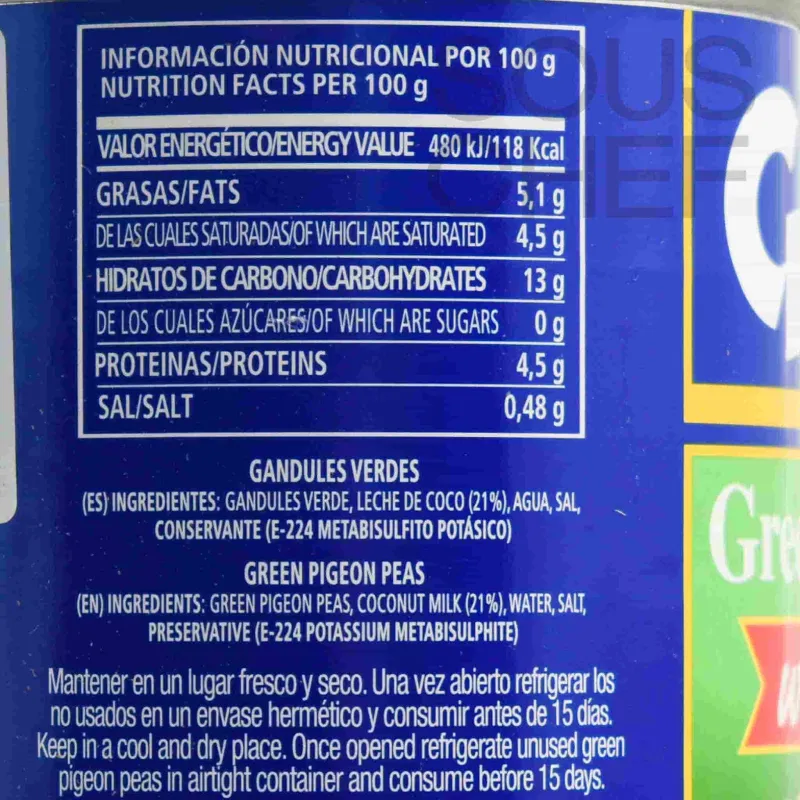 INFORMACIÓN NUTRICIONAL POR 100 g
NUTRITION FACTS PER 100 g
VALOR ENERGÉTICO/ENERGY VALUE 480 kJ/118 Kcal
GRASAS/FATS 5,1 g
DE LAS CUALES SATURADAS/OF WHICH ARE SATURATED 4,5 g
HIDRATOS DE CARBONO/CARBOHYDRATES 13 g
DE LOS CUALES AZÚCARES/OF WHICH ARE SUGARS 0 g
PROTEINAS/PROTEINS 4,5 g
SAL/SALT 0,48 g
GANDULES VERDES
(ES) INGREDIENTES: GANDULES VERDE, LECHE DE COCO (21%), AGUA, SAL,
CONSERVANTE (E-224 METABISULFITO POTÁSICO)
GREEN PIGEON PEAS
(EN) INGREDIENTS: GREEN PIGEON PEAS, COCONUT MILK (21%), WATER, SALT,
PRESERVATIVE (E-224 POTASSIUM METABISULPHITE)
Mantener en un lugar fresco y seco. Una vez abierto refrigerar los
no usados en un envase hermético y consumir antes de 15 días.
Keep in a cool and dry place. Once opened refrigerate unused green
pigeon peas in airtight container and consume before 15 days.
SOUS
CHEF
Gre